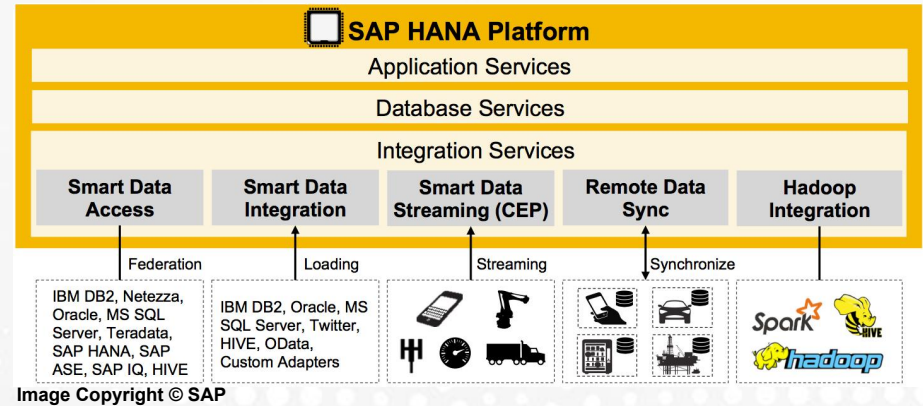 SAP HANA Platform
Application Services
Database Services
Integration Services
Smart Data
Access
Smart Data
Integration
Smart Data
Streaming (CEP)
Remote Data
Sync
Hadoop
Integration
Federation
Loading
Streaming
Synchronize
IBM DB2, Netezza,
Oracle, MS SQL
Server, Teradata,
SAP HANA, SAP
ASE, SAP IQ, HIVE
IBM DB2, Oracle, MS
SQL Server, Twitter,
HIVE, OData,
Custom Adapters
Spark
HIVE
hadoop
Image Copyright © SAP